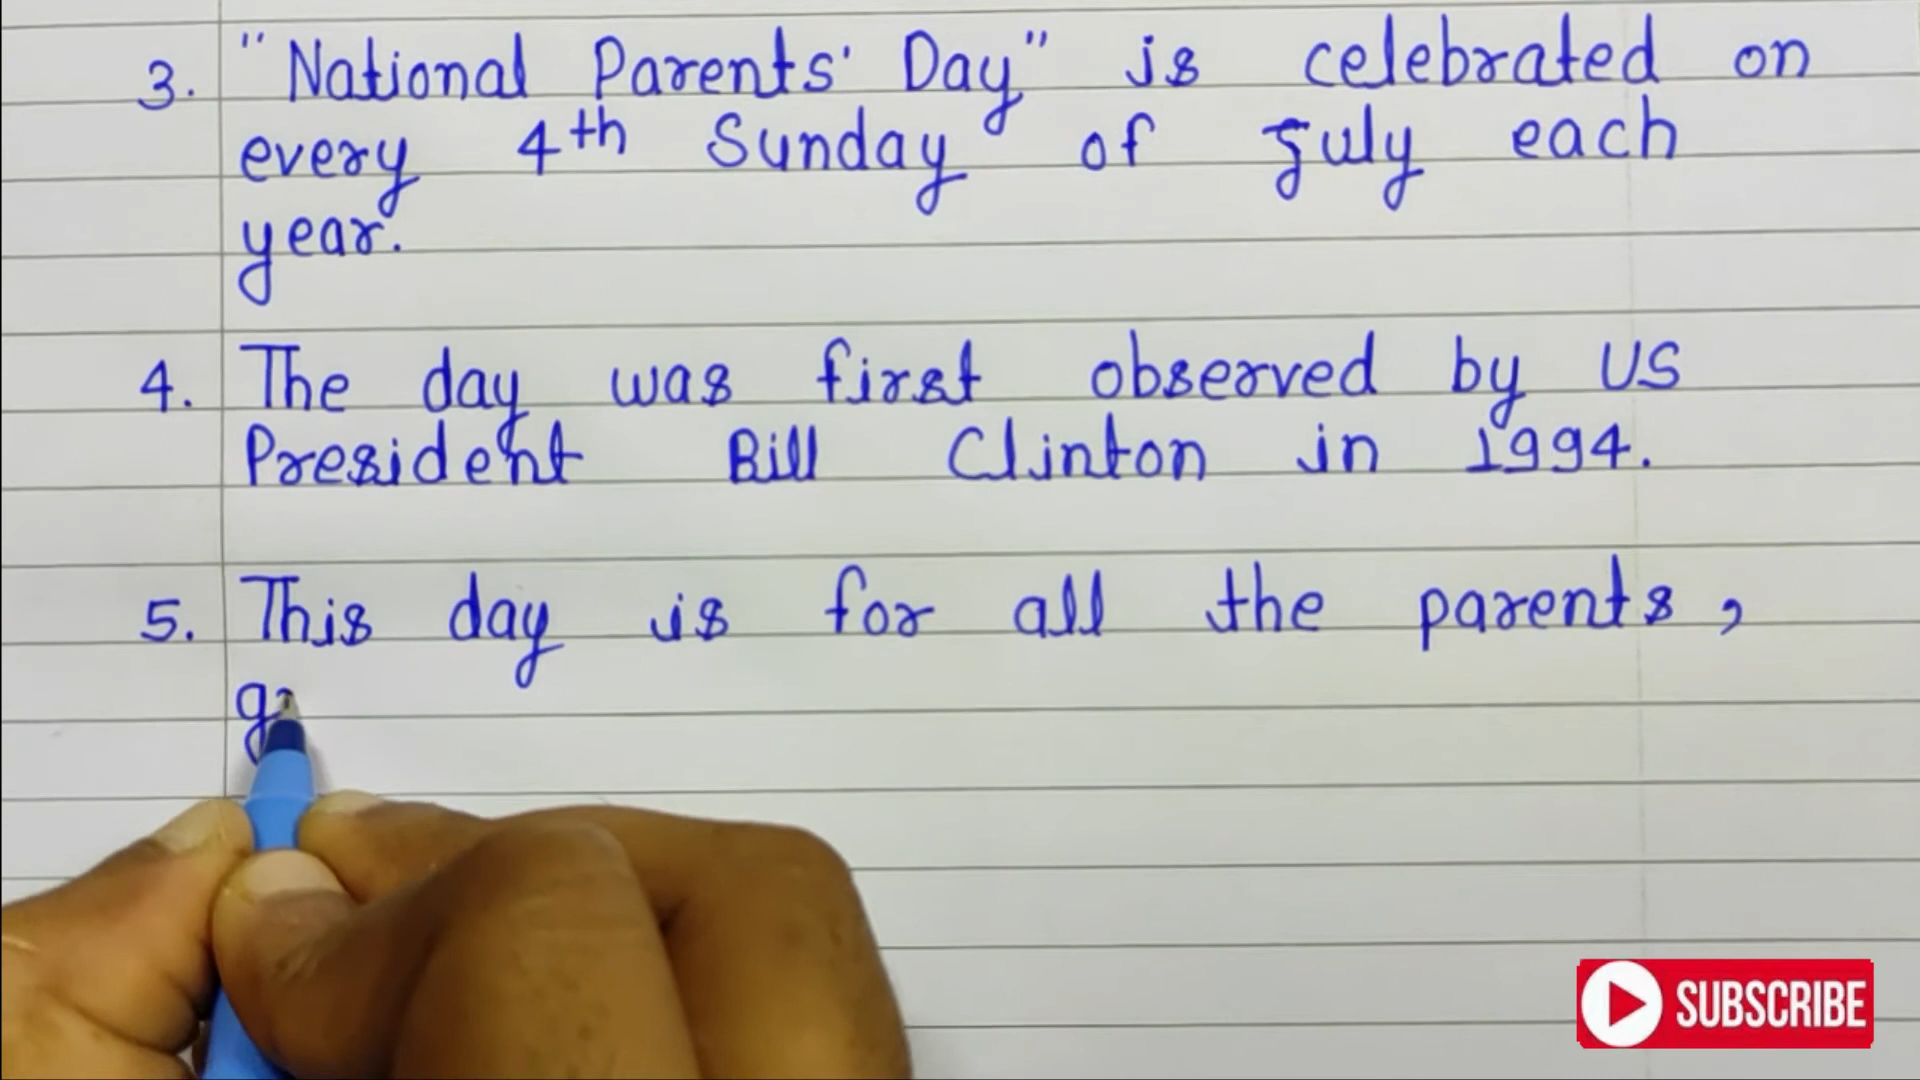 3. "National Parents' Day" is celebrated on
every 4th Sunday of July each
year.
4. The day was first observed by US
President Bill Clinton in 1994.
5. This day is for all the parents,
SUBSCRIBE